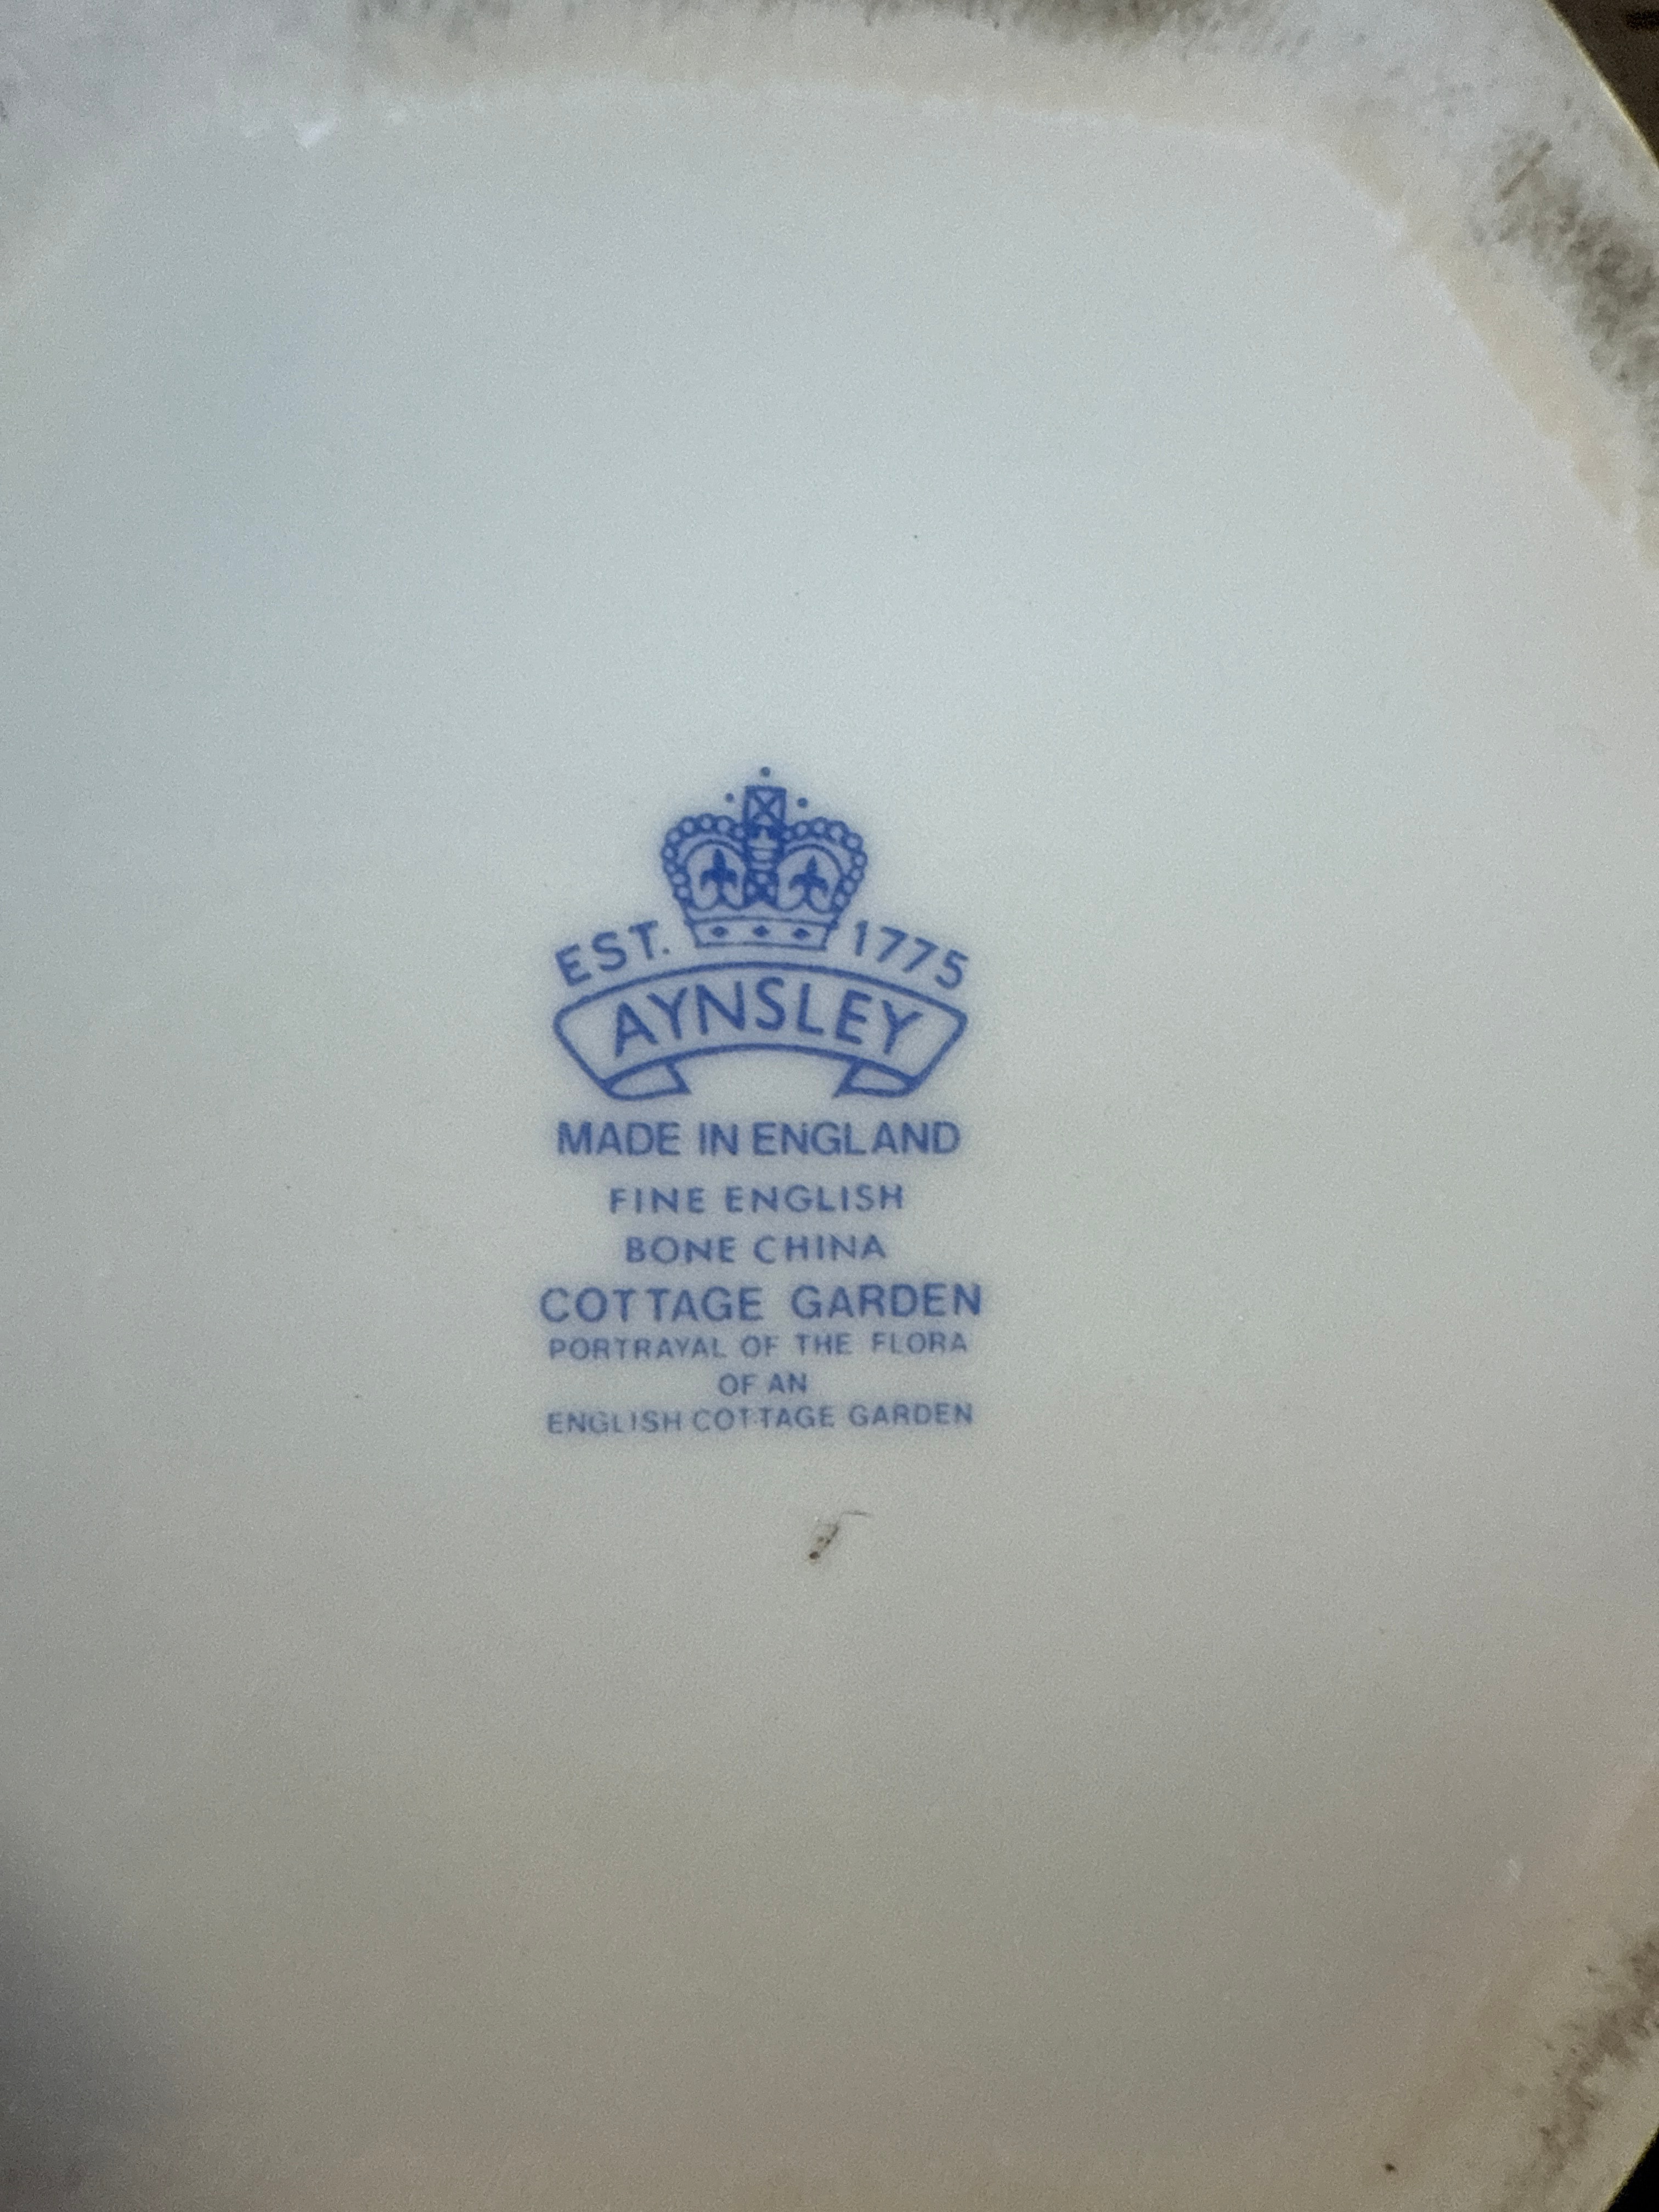 EST. 1775
AYNSLEY
MADE IN ENGLAND
FINE ENGLISH
BONE CHINA
COTTAGE GARDEN
PORTRAYAL OF THE FLORA
OF AN
ENGLISH COTTAGE GARDEN